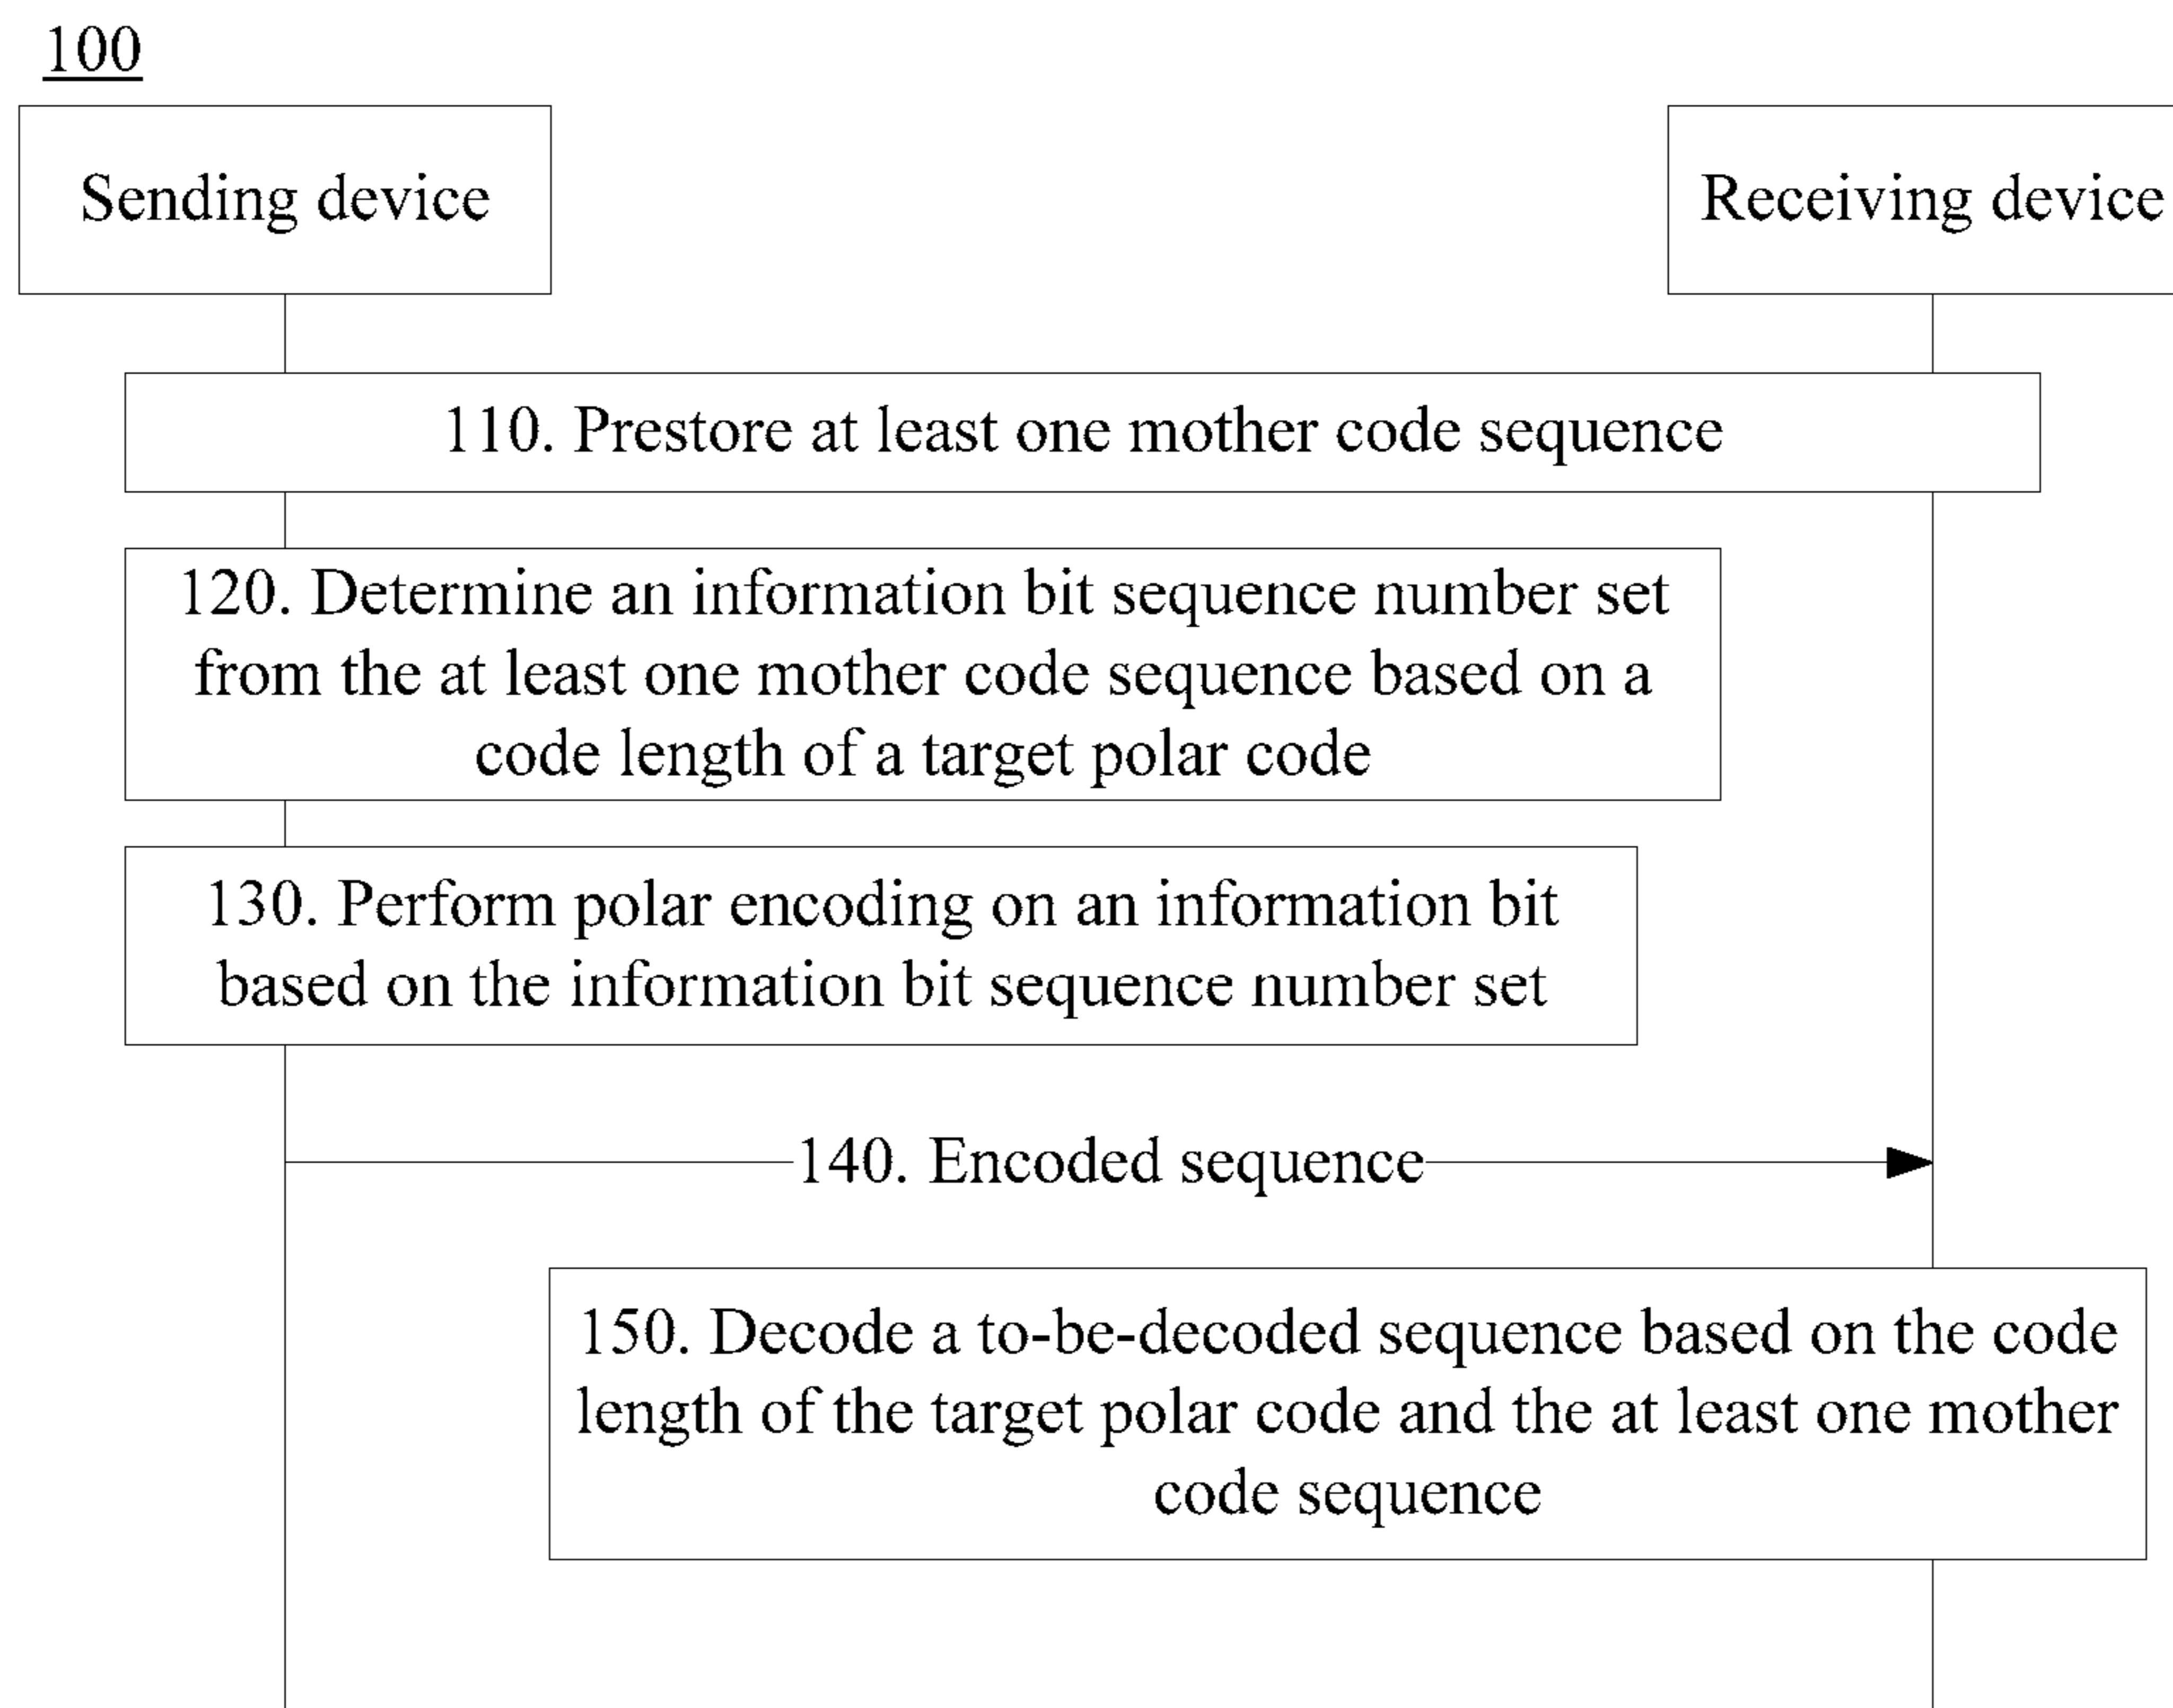 100
Sending device
Receiving device
110. Prestore at least one mother code sequence
120. Determine an information bit sequence number set
from the at least one mother code sequence based on a
code length of a target polar code
130. Perform polar encoding on an information bit
based on the information bit sequence number set
140. Encoded sequence
150. Decode a to-be-decoded sequence based on the code
length of the target polar code and the at least one mother
code sequence